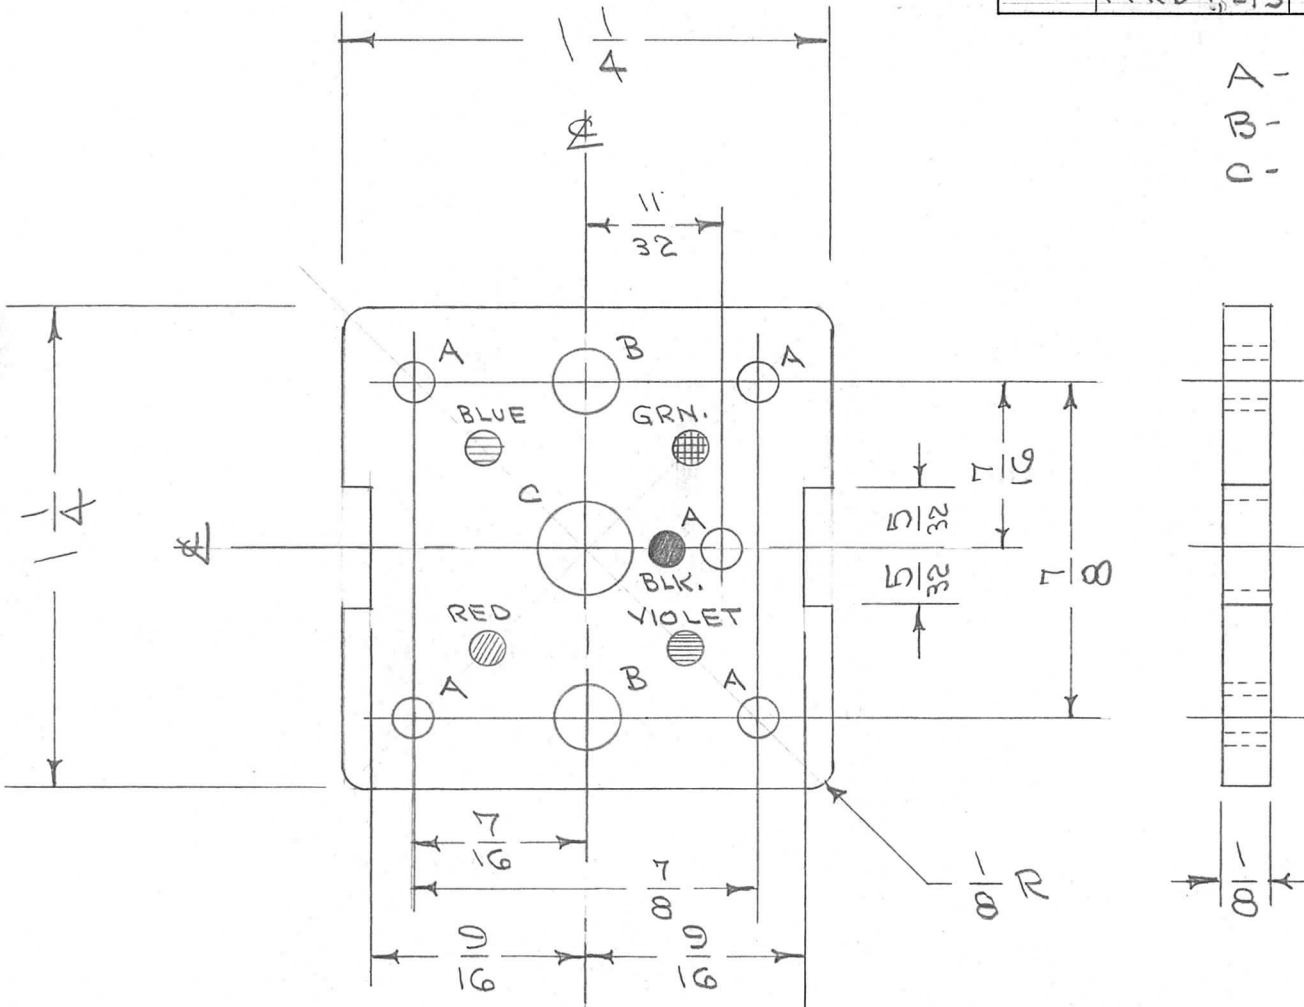 1 1/4
A -
B -
C -
℄
11/32
A
B
A
BLUE
GRN.
7/16
C
5/32
1 1/4
℄
A
5/32
7/8
BLK.
RED
VIOLET
A
B
A
7/16
7/8
1/8 R
1/8
9/16
9/16